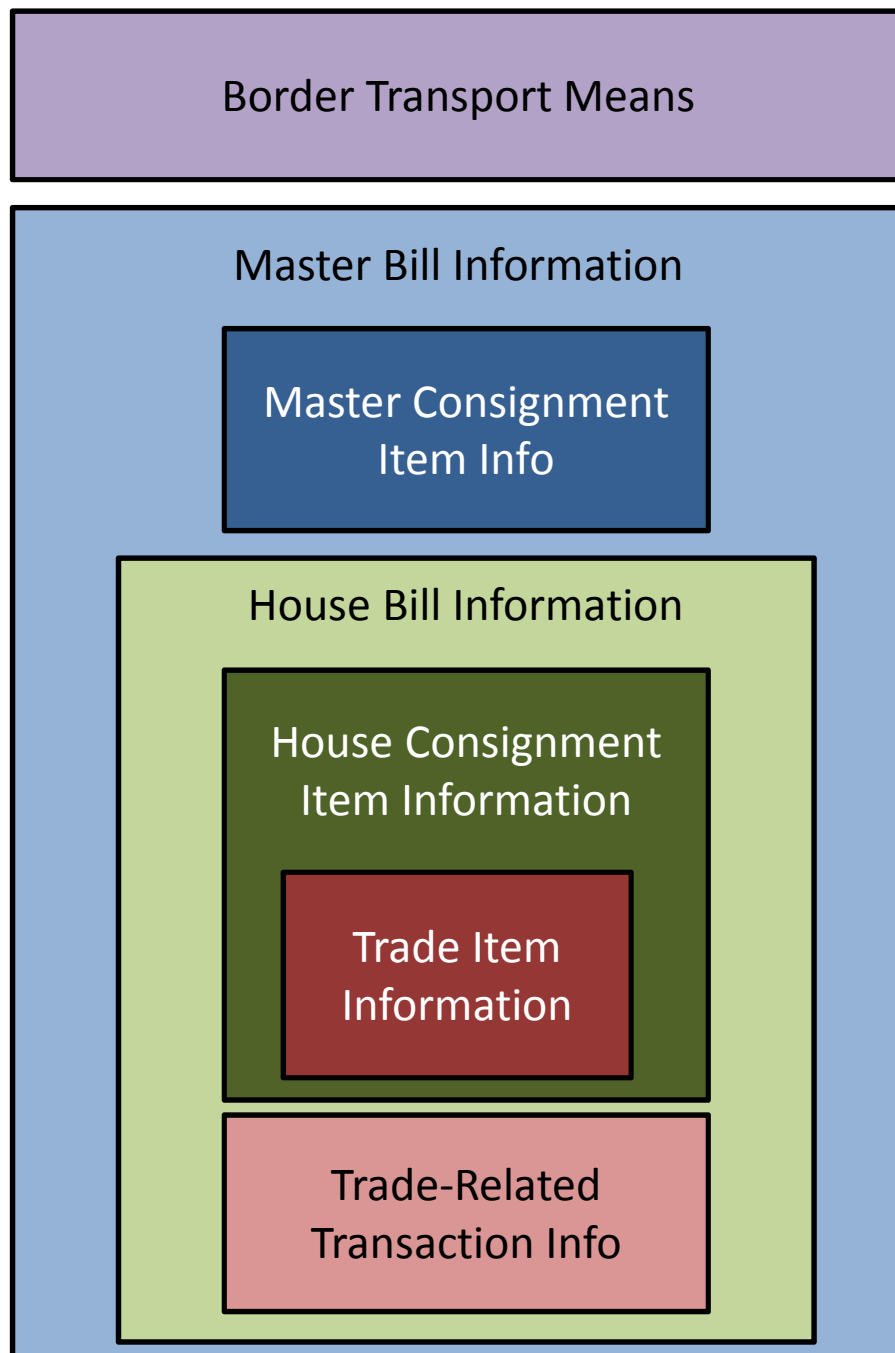 Border Transport Means
Master Bill Information
Master Consignment
Item Info
House Bill Information
House Consignment
Item Information
Trade Item
Information
Trade-Related
Transaction Info